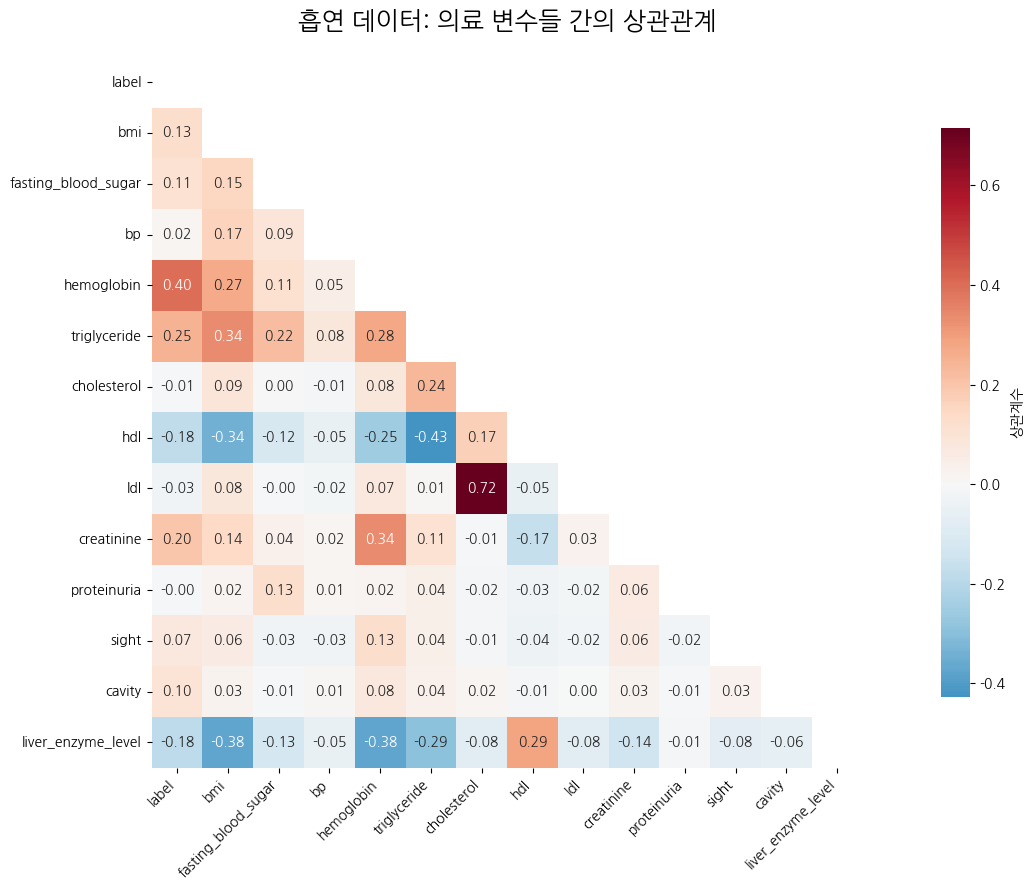 흡연 데이터: 의료 변수들 간의 상관관계
label
bmi 0.13
fasting_blood_sugar 0.11 0.15
bp 0.02 0.17 0.09
hemoglobin 0.40 0.27 0.11 0.05
triglyceride 0.25 0.34 0.22 0.08 0.28
cholesterol -0.01 0.09 0.00 -0.01 0.08 0.24
hdl -0.18 -0.34 -0.12 -0.05 -0.25 -0.43 0.17
ldl -0.03 0.08 -0.00 -0.02 0.07 0.01 0.72 -0.05
creatinine 0.20 0.14 0.04 0.02 0.34 0.11 -0.01 -0.17 0.03
proteinuria -0.00 0.02 0.13 0.01 0.02 0.04 -0.02 -0.03 -0.02 0.06
sight 0.07 0.06 -0.03 -0.03 0.13 0.04 -0.01 -0.04 -0.02 0.06 -0.02
cavity 0.10 0.03 -0.01 0.01 0.08 0.04 0.02 -0.01 0.00 0.03 -0.01 0.03
liver_enzyme_level -0.18 -0.38 -0.13 -0.05 -0.38 -0.29 -0.08 0.29 -0.08 -0.14 -0.01 -0.08 -0.06
label bmi fasting_blood_sugar bp hemoglobin triglyceride cholesterol hdl ldl creatinine proteinuria sight cavity liver_enzyme_level
0.6
0.4
0.2
0.0
-0.2
-0.4
상관계수